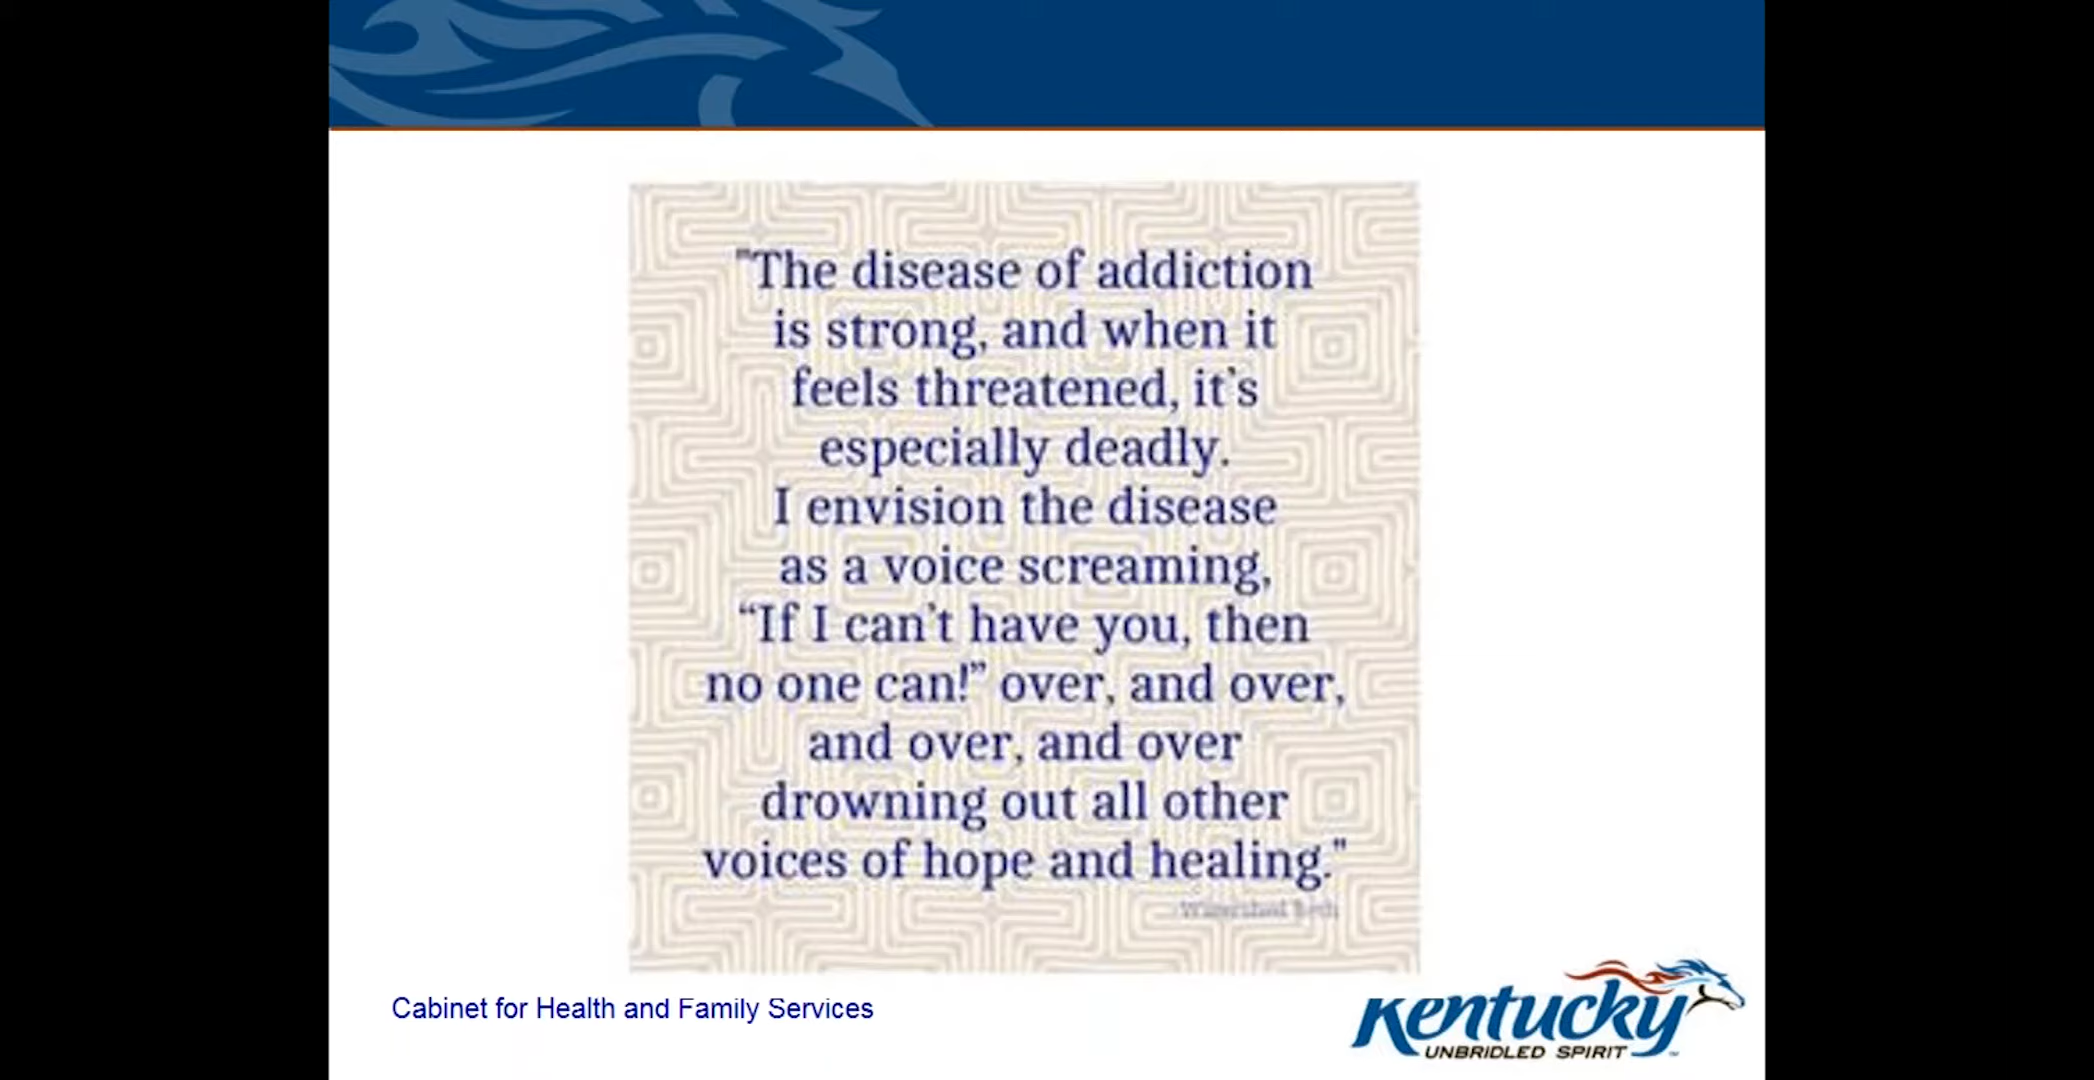 "The disease of addiction
is strong, and when it
feels threatened, it's
especially deadly.
I envision the disease
as a voice screaming,
“If I can't have you, then
no one can!” over, and over,
and over, and over
drowning out all other
voices of hope and healing."
Cabinet for Health and Family Services
Kentucky
UNBRIDLED SPIRIT